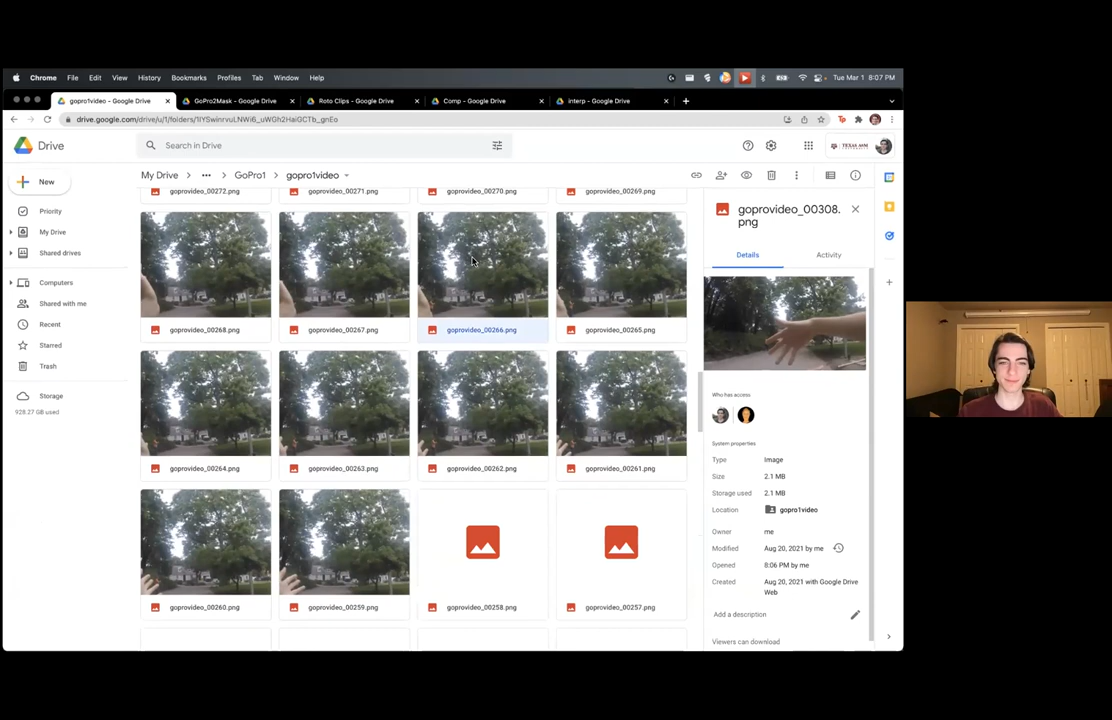 Chrome File Edit View History Bookmarks Profiles Tab Window Help Tue Mar 1 8:07 PM
gopro1video - Google Drive GoPro2Mask - Google Drive Roto Clips - Google Drive Comp - Google Drive interp - Google Drive
Drive
Search in Drive
TEXAS A&M
New
My Drive GoPro1 gopro1video
Priority
My Drive
Shared drives
Computers
Shared with me
Recent
Starred
Trash
Storage
928.27 GB used
goprovideo_00272.png goprovideo_00271.png goprovideo_00270.png goprovideo_00269.png
goprovideo_00268.png goprovideo_00267.png goprovideo_00266.png goprovideo_00265.png
goprovideo_00264.png goprovideo_00263.png goprovideo_00262.png goprovideo_00261.png
goprovideo_00260.png goprovideo_00259.png goprovideo_00258.png goprovideo_00257.png
goprovideo_00308.
png
Details Activity
Who has access
System properties
Type Image
Size 2.1 MB
Storage used 2.1 MB
Location gopro1video
Owner me
Modified Aug 20, 2021 by me
Opened 8:06 PM by me
Created Aug 20, 2021 with Google Drive
Web
Add a description
Viewers can download